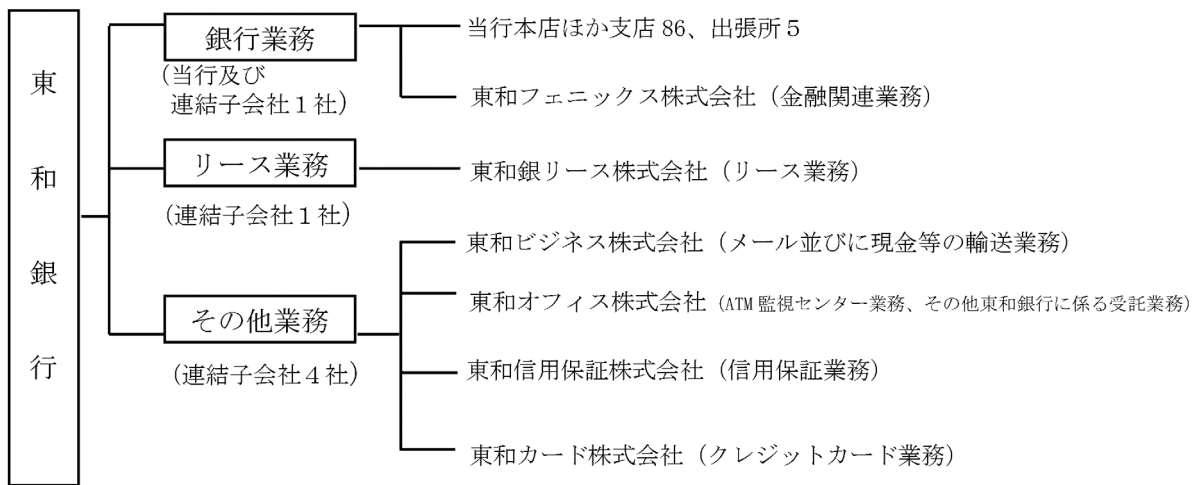 東和銀行
銀行業務
(当行及び
連結子会社1社)
当行本店ほか支店86、出張所5
東和フェニックス株式会社(金融関連業務)
リース業務
(連結子会社1社)
東和銀リース株式会社(リース業務)
その他業務
(連結子会社4社)
東和ビジネス株式会社(メール並びに現金等の輸送業務)
東和オフィス株式会社(ATM監視センター業務、その他東和銀行に係る受託業務)
東和信用保証株式会社(信用保証業務)
東和カード株式会社(クレジットカード業務)